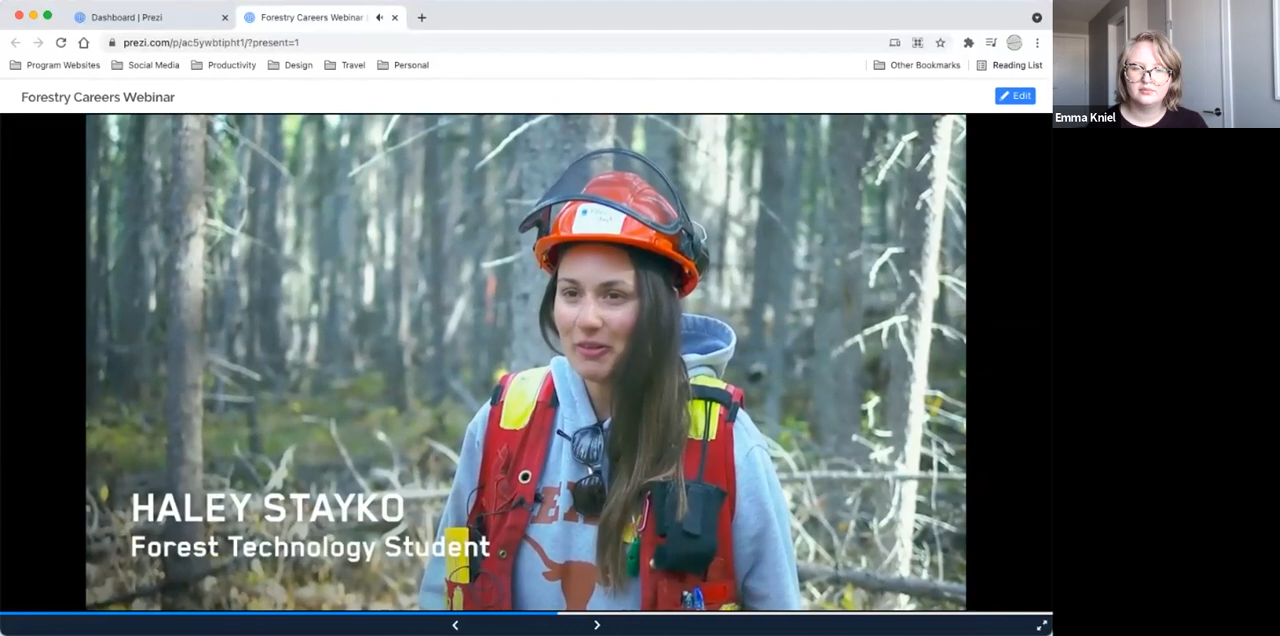 Dashboard | Prezi
Forestry Careers Webinar
prezi.com/p/ac5ywbtipht1/?present=1
Program Websites
Social Media
Productivity
Design
Travel
Personal
Other Bookmarks
Reading List
Forestry Careers Webinar
Edit
Emma Kniel
HALEY STAYKO
Forest Technology Student